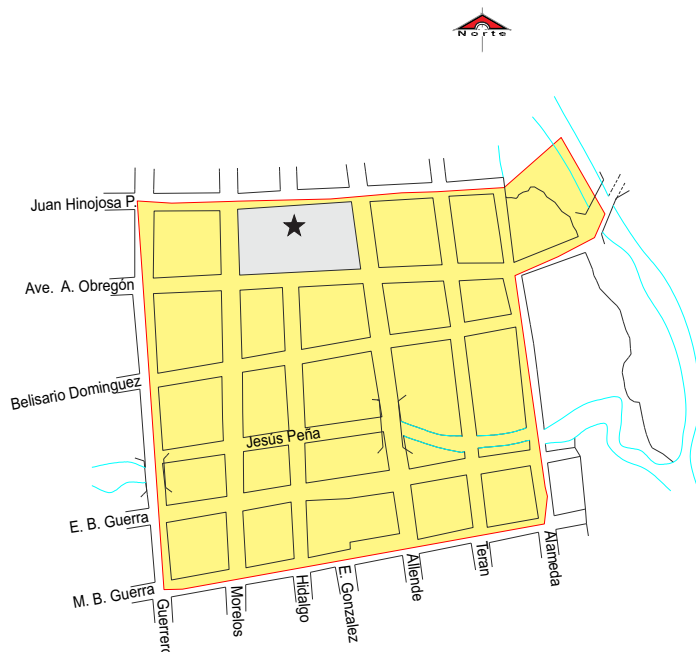 Norte
Juan Hinojosa P.
Ave. A. Obregón
Belisario Dominguez
Jesús Peña
E. B. Guerra
M. B. Guerra
Guerrero
Morelos
Hidalgo
E. Gonzalez
Allende
Teran
Alameda